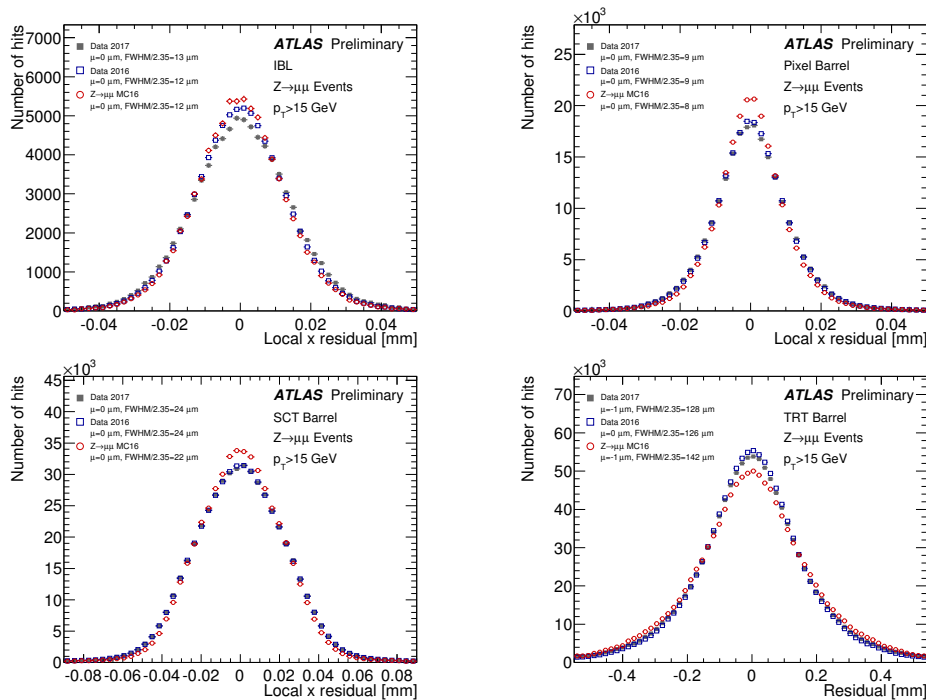 Number of hits
7000
6000
5000
4000
3000
2000
1000
0
Data 2017
μ=0 μm, FWHM/2.35=13 μm
Data 2016
μ=0 μm, FWHM/2.35=12 μm
Z→μμ MC16
μ=0 μm, FWHM/2.35=12 μm
ATLAS Preliminary
IBL
Z→μμ Events
p_T>15 GeV
-0.04 -0.02 0 0.02 0.04
Local x residual [mm]
×10³
Number of hits
25
20
15
10
5
0
Data 2017
μ=0 μm, FWHM/2.35=9 μm
Data 2016
μ=0 μm, FWHM/2.35=9 μm
Z→μμ MC16
μ=0 μm, FWHM/2.35=8 μm
ATLAS Preliminary
Pixel Barrel
Z→μμ Events
p_T>15 GeV
-0.04 -0.02 0 0.02 0.04
Local x residual [mm]
×10³
Number of hits
45
40
35
30
25
20
15
10
5
0
Data 2017
μ=0 μm, FWHM/2.35=24 μm
Data 2016
μ=0 μm, FWHM/2.35=24 μm
Z→μμ MC16
μ=0 μm, FWHM/2.35=22 μm
ATLAS Preliminary
SCT Barrel
Z→μμ Events
p_T>15 GeV
-0.08 -0.06 -0.04 -0.02 0 0.02 0.04 0.06 0.08
Local x residual [mm]
×10³
Number of hits
70
60
50
40
30
20
10
0
Data 2017
μ=-1 μm, FWHM/2.35=128 μm
Data 2016
μ=0 μm, FWHM/2.35=126 μm
Z→μμ MC16
μ=-1 μm, FWHM/2.35=142 μm
ATLAS Preliminary
TRT Barrel
Z→μμ Events
p_T>15 GeV
-0.4 -0.2 0 0.2 0.4
Residual [mm]